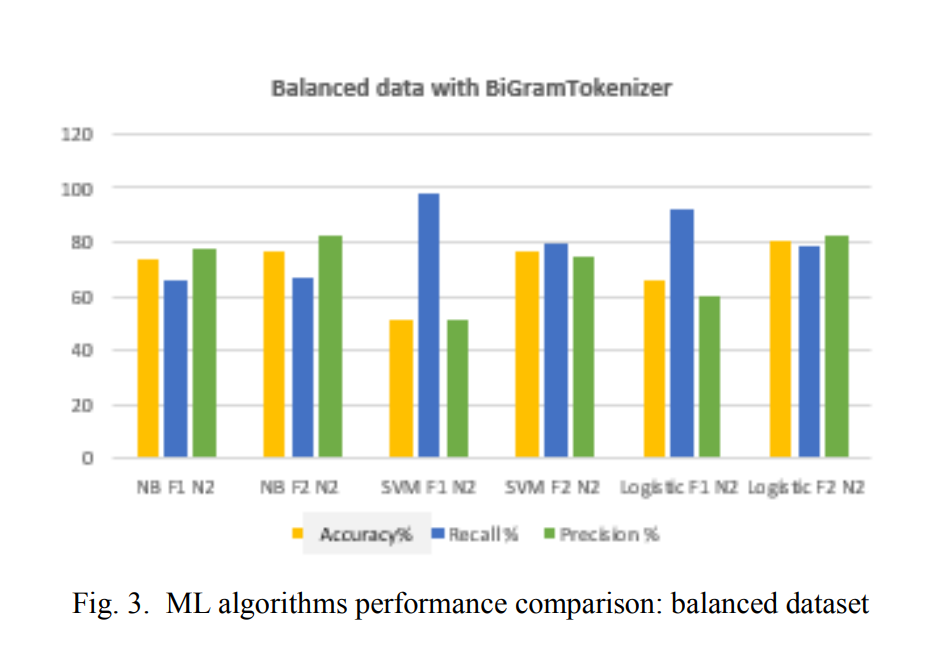 Balanced data with BiGramTokenizer
120
100
80
60
40
20
0
NB F1 N2 NB F2 N2 SVM F1 N2 SVM F2 N2 Logistic F1 N2 Logistic F2 N2
Accuracy% Recall% Precision %
Fig. 3. ML algorithms performance comparison: balanced dataset